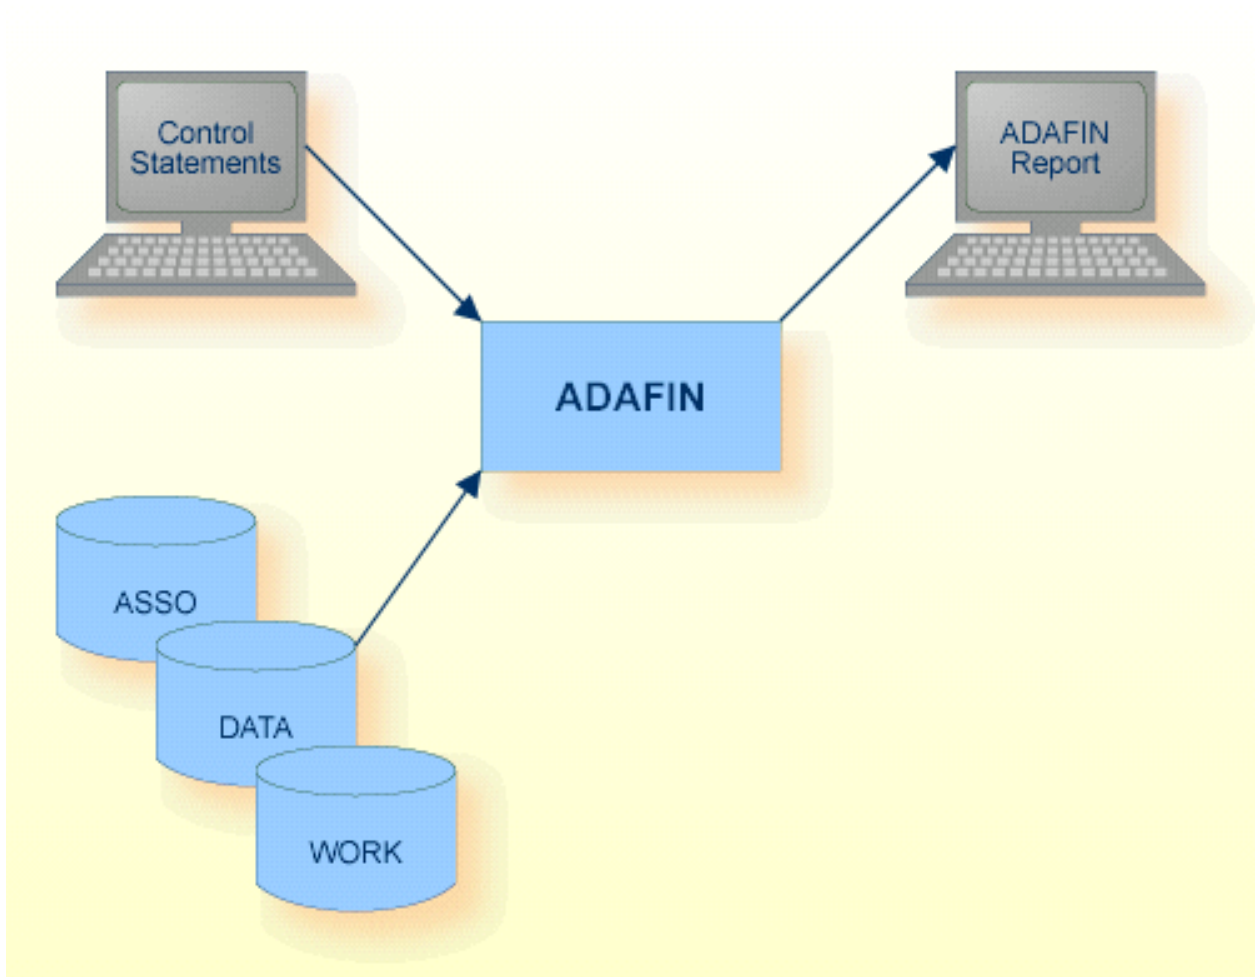 Control
Statements
ADAFIN
Report
ADAFIN
ASSO
DATA
WORK